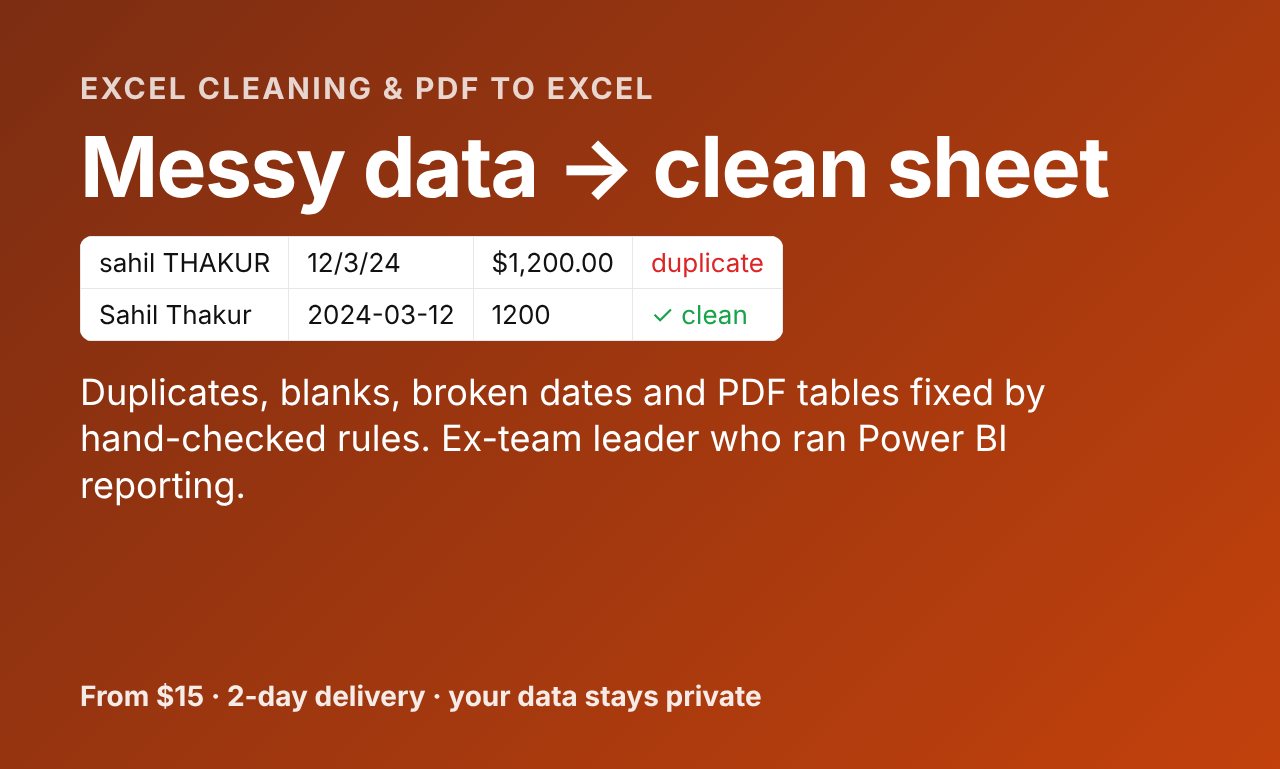 EXCEL CLEANING & PDF TO EXCEL
Messy data → clean sheet
sahil THAKUR 12/3/24 $1,200.00 duplicate
Sahil Thakur 2024-03-12 1200 ✓ clean
Duplicates, blanks, broken dates and PDF tables fixed by
hand-checked rules. Ex-team leader who ran Power BI
reporting.
From $15 · 2-day delivery · your data stays private